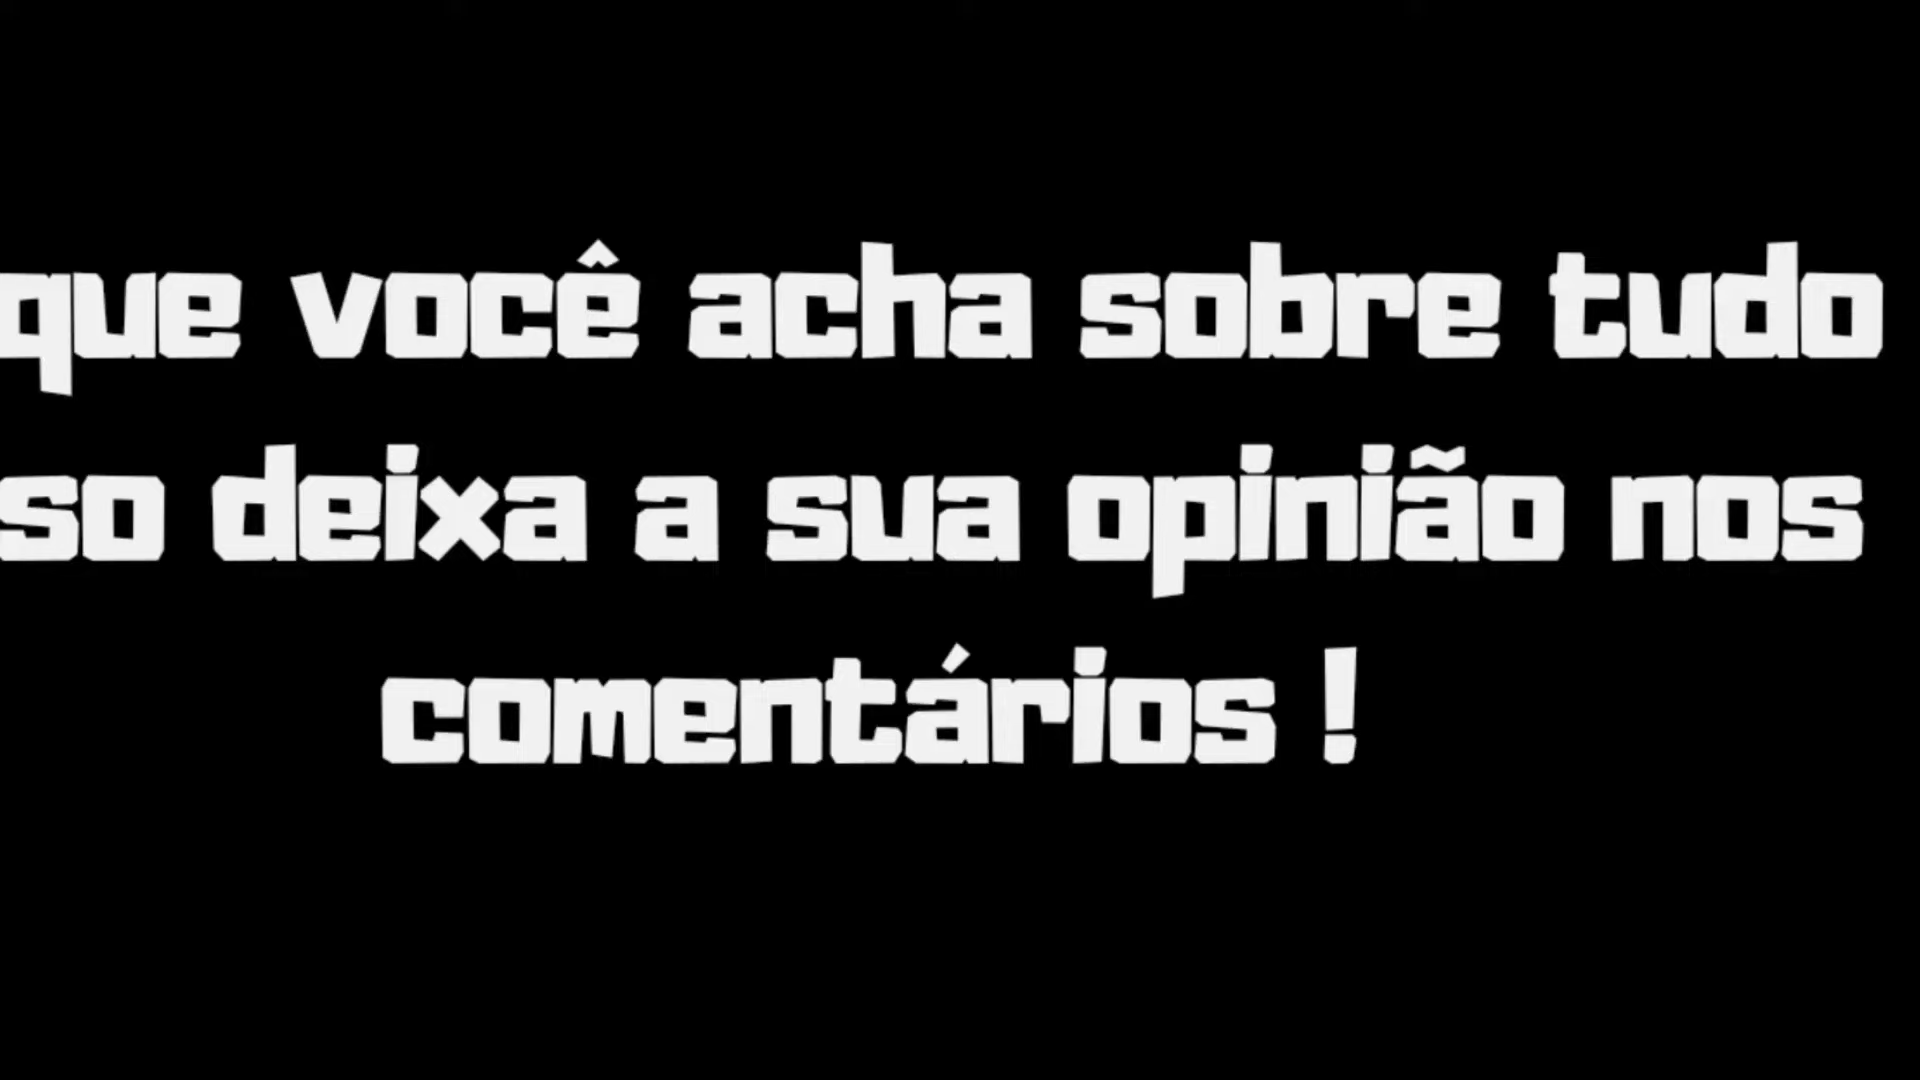 que você acha sobre tudo
so deixa a sua opinião nos
comentários !